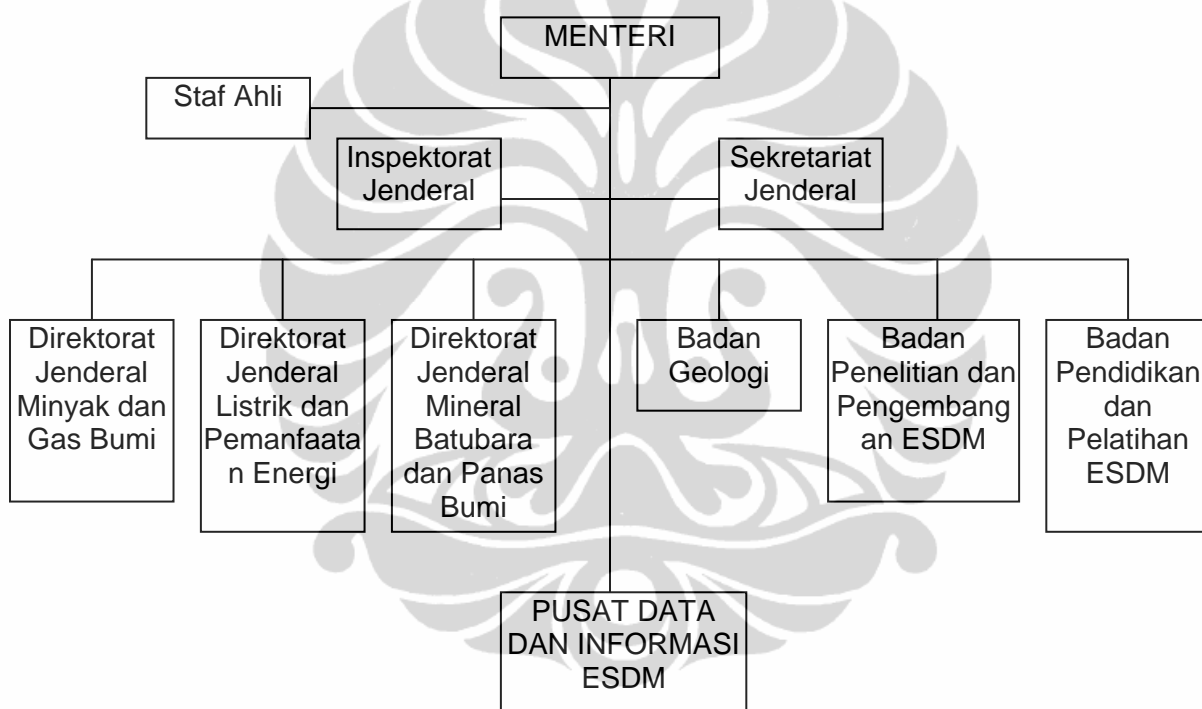 MENTERI
Staf Ahli
Inspektorat
Jenderal
Sekretariat
Jenderal
Direktorat
Jenderal
Minyak dan
Gas Bumi
Direktorat
Jenderal
Listrik dan
Pemanfaata
n Energi
Direktorat
Jenderal
Mineral
Batubara
dan Panas
Bumi
Badan
Geologi
Badan
Penelitian dan
Pengembang
an ESDM
Badan
Pendidikan
dan
Pelatihan
ESDM
PUSAT DATA
DAN INFORMASI
ESDM